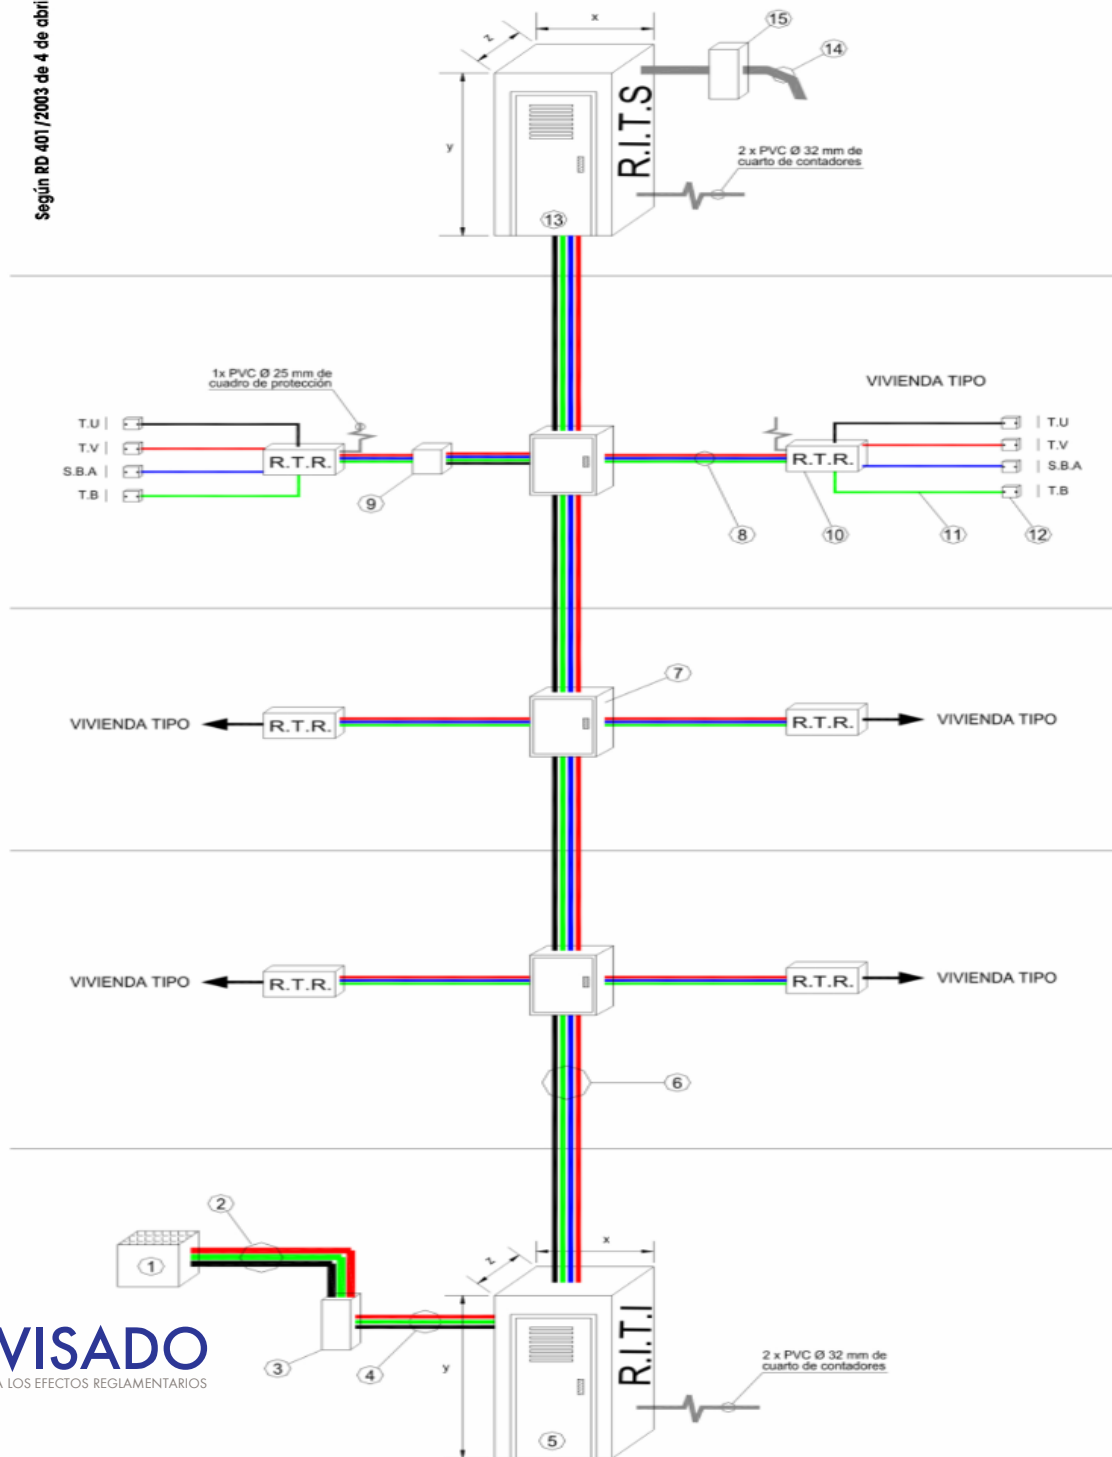 Según RD 401/2003 de 4 de abri
x
z
15
14
y
R.I.T.S
2 x PVC Ø 32 mm de
cuarto de contadores
13
1x PVC Ø 25 mm de
cuadro de protección
VIVIENDA TIPO
T.U
T.V
S.B.A
T.B
R.T.R.
9
R.T.R.
T.U
T.V
S.B.A
T.B
8
10
11
12
7
VIVIENDA TIPO
R.T.R.
R.T.R.
VIVIENDA TIPO
VIVIENDA TIPO
R.T.R.
R.T.R.
VIVIENDA TIPO
6
2
1
z
x
3
4
y
R.I.T.I
2 x PVC Ø 32 mm de
cuarto de contadores
5
VISADO
A LOS EFECTOS REGLAMENTARIOS